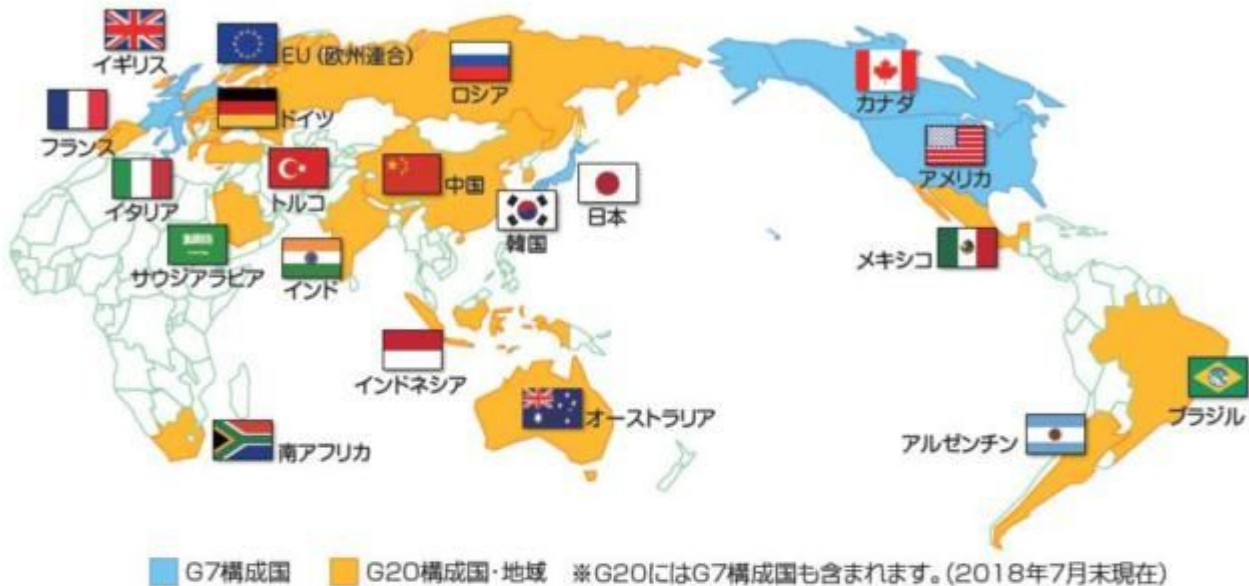 イギリス
EU(欧州連合)
ロシア
カナダ
フランス
ドイツ
アメリカ
イタリア
トルコ
中国
韓国
日本
サウジアラビア
インド
メキシコ
インドネシア
オーストラリア
ブラジル
南アフリカ
アルゼンチン
G7構成国 G20構成国・地域 ※G20にはG7構成国も含まれます。(2018年7月末現在)